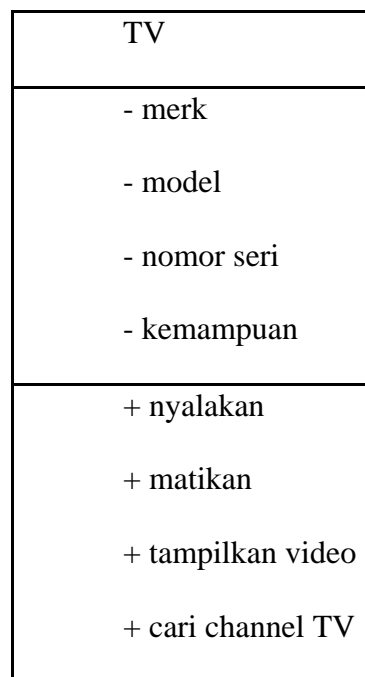 TV
- merk
- model
- nomor seri
- kemampuan
+ nyalakan
+ matikan
+ tampilkan video
+ cari channel TV